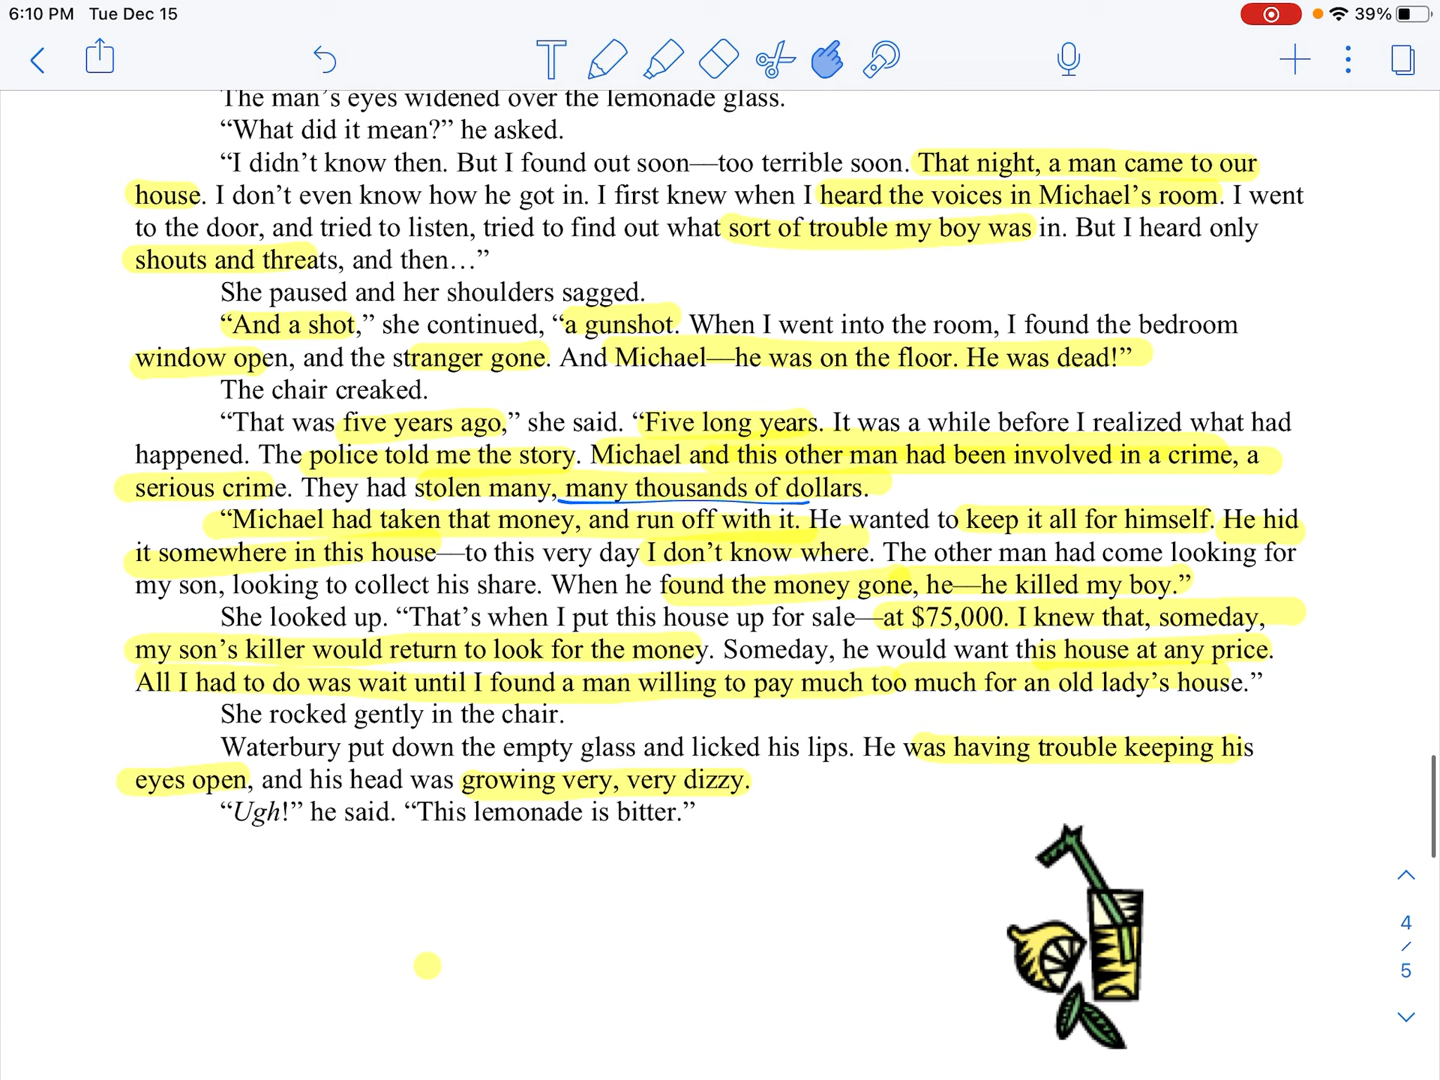 6:10 PM Tue Dec 15
39%
The man's eyes widened over the lemonade glass.
“What did it mean?” he asked.
“I didn’t know then. But I found out soon—too terrible soon. That night, a man came to our
house. I don’t even know how he got in. I first knew when I heard the voices in Michael’s room. I went
to the door, and tried to listen, tried to find out what sort of trouble my boy was in. But I heard only
shouts and threats, and then…”
She paused and her shoulders sagged.
“And a shot,” she continued, “a gunshot. When I went into the room, I found the bedroom
window open, and the stranger gone. And Michael—he was on the floor. He was dead!”
The chair creaked.
“That was five years ago,” she said. “Five long years. It was a while before I realized what had
happened. The police told me the story. Michael and this other man had been involved in a crime, a
serious crime. They had stolen many, many thousands of dollars.
“Michael had taken that money, and run off with it. He wanted to keep it all for himself. He hid
it somewhere in this house—to this very day I don’t know where. The other man had come looking for
my son, looking to collect his share. When he found the money gone, he—he killed my boy.”
She looked up. “That’s when I put this house up for sale—at $75,000. I knew that, someday,
my son’s killer would return to look for the money. Someday, he would want this house at any price.
All I had to do was wait until I found a man willing to pay much too much for an old lady’s house.”
She rocked gently in the chair.
Waterbury put down the empty glass and licked his lips. He was having trouble keeping his
eyes open, and his head was growing very, very dizzy.
“Ugh!” he said. “This lemonade is bitter.”
4
/
5